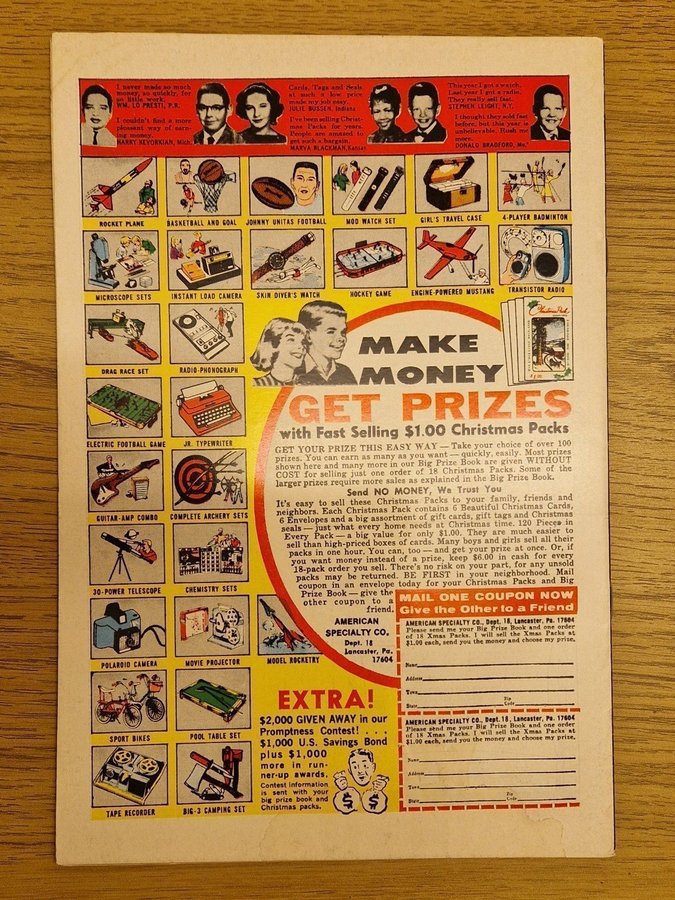 I never made so much
money, so quickly, for
so little work.
WM. LO PRESTI, P.R.
I couldn't find a more
pleasant way of earn-
ing money.
HARRY KEVORKIAN, Mich.
Cards, Tags and Seals
at such a low price
made my job easy.
JULIE BUSSEN, Indiana
I've been selling Christ-
mas Packs for years.
People are amazed to
get such a bargain.
MARVA BLACKMAN, Kansas
This year I got a watch.
Last year I got a radio.
They really sell fast.
STEPHEN LEIGHT, N.Y.
I thought they sold fast
before, but this year is
unbelievable. Rush me
more.
DONALD BRADFORD, Me.
ROCKET PLANE
BASKETBALL AND GOAL
JOHNNY UNITAS FOOTBALL
MOD WATCH SET
GIRL'S TRAVEL CASE
4-PLAYER BADMINTON
MICROSCOPE SETS
INSTANT LOAD CAMERA
SKIN DIVER'S WATCH
HOCKEY GAME
ENGINE-POWERED MUSTANG
TRANSISTOR RADIO
DRAG RACE SET
RADIO-PHONOGRAPH
ELECTRIC FOOTBALL GAME
JR. TYPEWRITER
GUITAR-AMP COMBO
COMPLETE ARCHERY SETS
30-POWER TELESCOPE
CHEMISTRY SETS
POLAROID CAMERA
MOVIE PROJECTOR
MODEL ROCKETRY
SPORT BIKES
POOL TABLE SET
TAPE RECORDER
BIG-3 CAMPING SET
MAKE
MONEY
GET PRIZES
with Fast Selling $1.00 Christmas Packs
GET YOUR PRIZE THIS EASY WAY — Take your choice of over 100
prizes. You can earn as many as you want — quickly, easily. Most prizes
shown here and many more in our Big Prize Book are given WITHOUT
COST for selling just one order of 18 Christmas Packs. Some of the
larger prizes require more sales as explained in the Big Prize Book.
Send NO MONEY, We Trust You
It's easy to sell these Christmas Packs to your family, friends and
neighbors. Each Christmas Pack contains 6 Beautiful Christmas Cards,
6 Envelopes and a big assortment of gift cards, gift tags and Christmas
seals — just what every home needs at Christmas time. 120 Pieces in
Every Pack — a big value for only $1.00. They are much easier to
sell than high-priced boxes of cards. Many boys and girls sell all their
packs in one hour. You can, too — and get your prize at once. Or, if
you want money instead of a prize, keep $6.00 in cash for every
18-pack order you sell. There's no risk on your part, for any unsold
packs may be returned. BE FIRST in your neighborhood. Mail
coupon in an envelope today for your Christmas Packs and Big
Prize Book — give the
other coupon to a
friend.
AMERICAN
SPECIALTY CO.
Dept. 18
Lancaster, Pa.
17604
EXTRA!
$2,000 GIVEN AWAY in our
Promptness Contest! . . .
$1,000 U.S. Savings Bond
plus $1,000
more in run-
ner-up awards.
Contest information
is sent with your
big prize book and
Christmas packs.
$ $
MAIL ONE COUPON NOW
Give the Other to a Friend
AMERICAN SPECIALTY CO., Dept. 18, Lancaster, Pa. 17604
Please send me your Big Prize Book and one order
of 18 Xmas Packs. I will sell the Xmas Packs at
$1.00 each, send you the money and choose my prize.
Name
Address
Town
State Zip Code
AMERICAN SPECIALTY CO., Dept. 18, Lancaster, Pa. 17604
Please send me your Big Prize Book and one order
of 18 Xmas Packs. I will sell the Xmas Packs at
$1.00 each, send you the money and choose my prize.
Name
Address
Town
State Zip Code